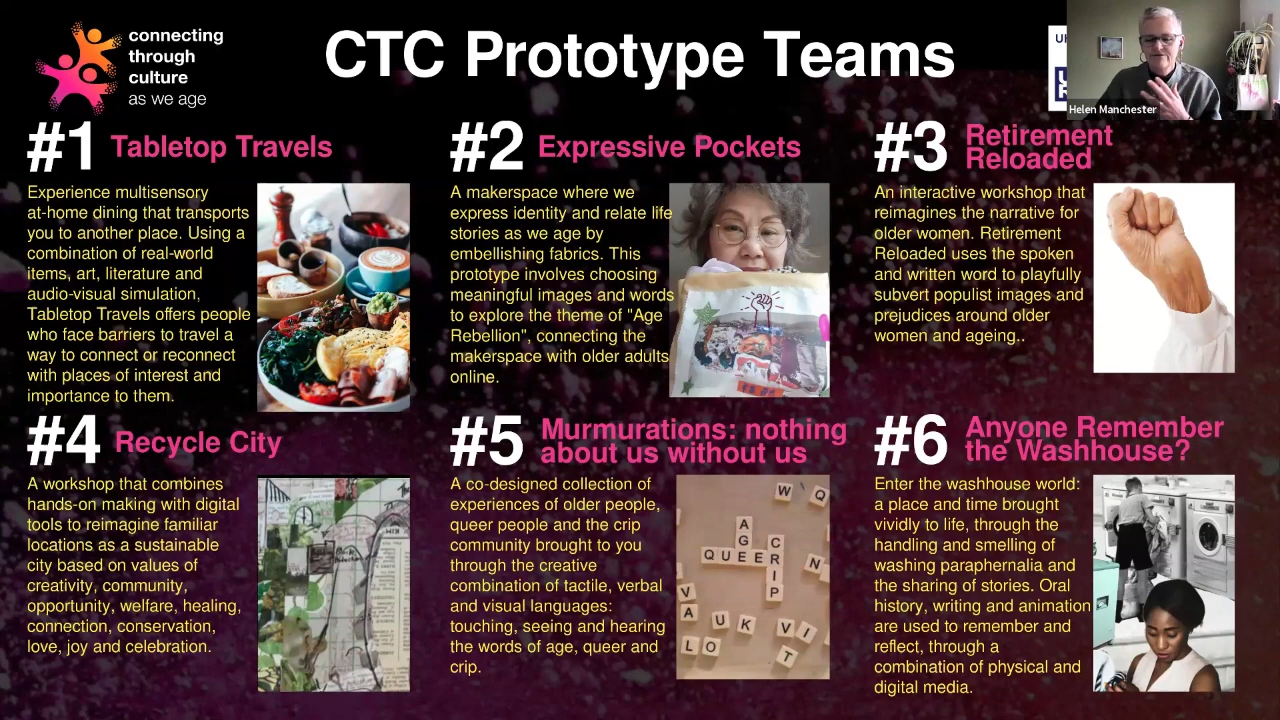 connecting
through
culture
as we age
CTC Prototype Teams
Helen Manchester
#1 Tabletop Travels
Experience multisensory
at-home dining that transports
you to another place. Using a
combination of real-world
items, art, literature and
audio-visual simulation,
Tabletop Travels offers people
who face barriers to travel a
way to connect or reconnect
with places of interest and
importance to them.
#2 Expressive Pockets
A makerspace where we
express identity and relate life
stories as we age by
embellishing fabrics. This
prototype involves choosing
meaningful images and words
to explore the theme of "Age
Rebellion", connecting the
makerspace with older adults
online.
#3 Retirement
Reloaded
An interactive workshop that
reimagines the narrative for
older women. Retirement
Reloaded uses the spoken
and written word to playfully
subvert populist images and
prejudices around older
women and ageing..
#4 Recycle City
A workshop that combines
hands-on making with digital
tools to reimagine familiar
locations as a sustainable
city based on values of
creativity, community,
opportunity, welfare, healing,
connection, conservation,
love, joy and celebration.
#5 Murmurations: nothing
about us without us
A co-designed collection of
experiences of older people,
queer people and the crip
community brought to you
through the creative
combination of tactile, verbal
and visual languages:
touching, seeing and hearing
the words of age, queer and
crip.
W Q
AGE
QUEER
CRIP
N
V
A U K V I
L O T
#6 Anyone Remember
the Washhouse?
Enter the washhouse world:
a place and time brought
vividly to life, through the
handling and smelling of
washing paraphernalia and
the sharing of stories. Oral
history, writing and animation
are used to remember and
reflect, through a
combination of physical and
digital media.